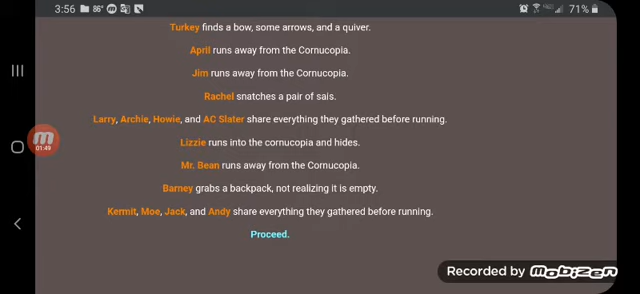 3:56 86° 71%
Turkey finds a bow, some arrows, and a quiver.
April runs away from the Cornucopia.
Jim runs away from the Cornucopia.
Rachel snatches a pair of sais.
Larry, Archie, Howie, and AC Slater share everything they gathered before running.
Lizzie runs into the cornucopia and hides.
01:49
Mr. Bean runs away from the Cornucopia.
Barney grabs a backpack, not realizing it is empty.
Kermit, Moe, Jack, and Andy share everything they gathered before running.
Proceed.
Recorded by mobizen